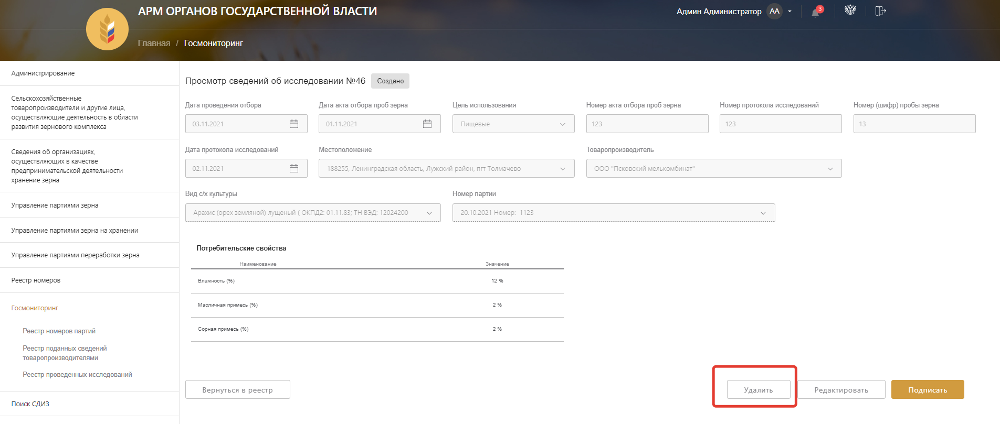 АРМ ОРГАНОВ ГОСУДАРСТВЕННОЙ ВЛАСТИ
Админ Администратор АА 3
Главная / Госмониторинг
Администрирование
Сельскохозяйственные
товаропроизводители и другие лица,
осуществляющие деятельность в области
развития зернового комплекса
Сведения об организациях,
осуществляющих в качестве
предпринимательской деятельности
хранение зерна
Управление партиями зерна
Управление партиями зерна на хранении
Управление партиями переработки зерна
Реестр номеров
Госмониторинг
Реестр номеров партий
Реестр поданных сведений
товаропроизводителями
Реестр проведенных исследований
Поиск СДИЗ
Просмотр сведений об исследовании №46 Создано
Дата проведения отбора Дата акта отбора проб зерна Цель использования Номер акта отбора проб зерна Номер протокола исследований Номер (шифр) пробы зерна
03.11.2021 01.11.2021 Пищевые 123 123 13
Дата протокола исследований Местоположение Товаропроизводитель
02.11.2021 188255, Ленинградская область, Лужский район, пгт Толмачево ООО "Псковский мелькомбинат"
Вид с/х культуры Номер партии
Арахис (орех земляной) лущеный ( ОКПД2: 01.11.83; ТН ВЭД: 12024200 20.10.2021 Номер: 1123
Потребительские свойства
Наименование Значение
Влажность (%) 12 %
Масличная примесь (%) 2 %
Сорная примесь (%) 2 %
Вернуться в реестр Удалить Редактировать Подписать